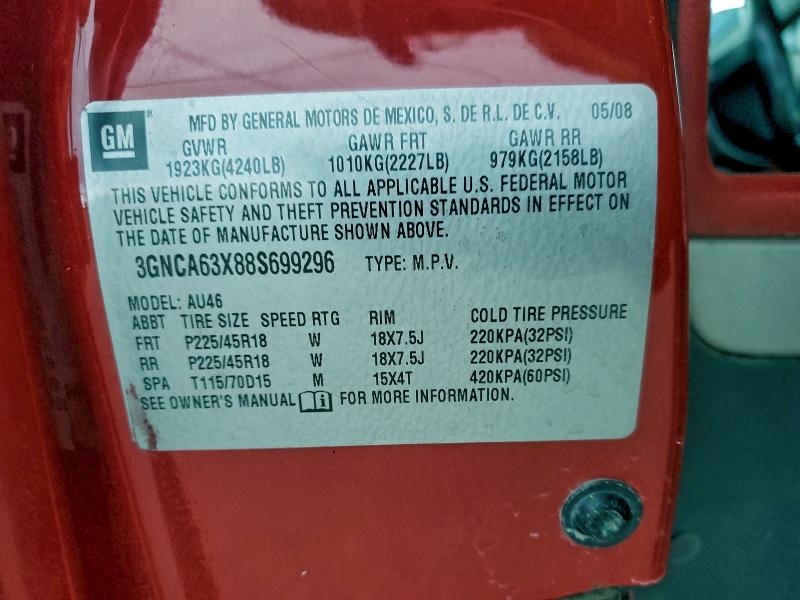 GM MFD BY GENERAL MOTORS DE MEXICO, S. DE R.L. DE C.V. 05/08
GVWR GAWR FRT GAWR RR
1923KG(4240LB) 1010KG(2227LB) 979KG(2158LB)
THIS VEHICLE CONFORMS TO ALL APPLICABLE U.S. FEDERAL MOTOR
VEHICLE SAFETY AND THEFT PREVENTION STANDARDS IN EFFECT ON
THE DATE OF MANUFACTURE SHOWN ABOVE.
3GNCA63X88S699296 TYPE: M.P.V.
MODEL: AU46
ABBT TIRE SIZE SPEED RTG RIM COLD TIRE PRESSURE
FRT P225/45R18 W 18X7.5J 220KPA(32PSI)
RR P225/45R18 W 18X7.5J 220KPA(32PSI)
SPA T115/70D15 M 15X4T 420KPA(60PSI)
SEE OWNER'S MANUAL i FOR MORE INFORMATION.